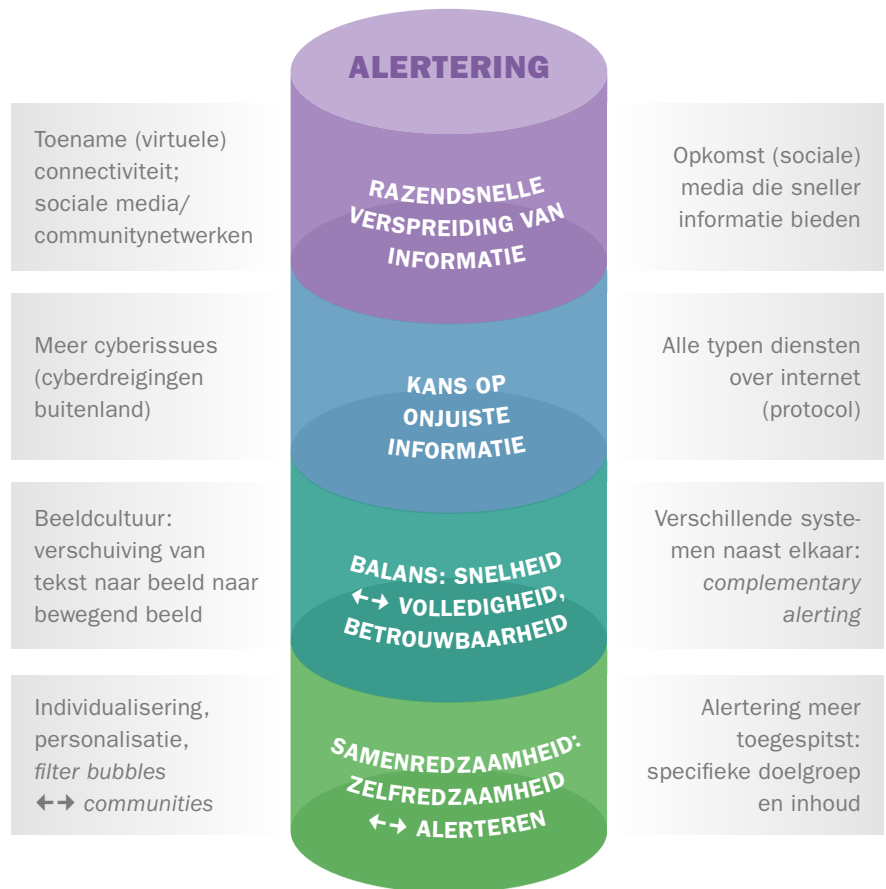 ALERTERING
Toename (virtuele)
connectiviteit;
sociale media/
communitynetwerken
RAZENDSNELLE
VERSPREIDING VAN
INFORMATIE
Opkomst (sociale)
media die sneller
informatie bieden
Meer cyberissues
(cyberdreigingen
buitenland)
KANS OP
ONJUISTE
INFORMATIE
Alle typen diensten
over internet
(protocol)
Beeldcultuur:
verschuiving van
tekst naar beeld naar
bewegend beeld
BALANS: SNELHEID
↔ VOLLEDIGHEID,
BETROUWBAARHEID
Verschillende syste-
men naast elkaar:
complementary
alerting
Individualisering,
personalisatie,
filter bubbles
↔ communities
SAMENREDZAAMHEID:
ZELFREDZAAMHEID
↔ ALERTEREN
Alertering meer
toegespitst:
specifieke doelgroep
en inhoud